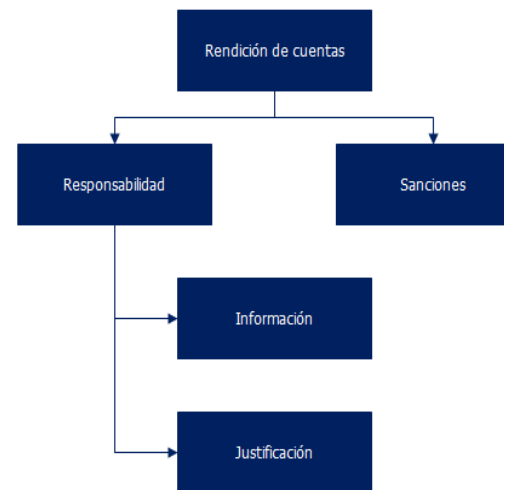 Rendición de cuentas
Responsabilidad
Sanciones
Información
Justificación